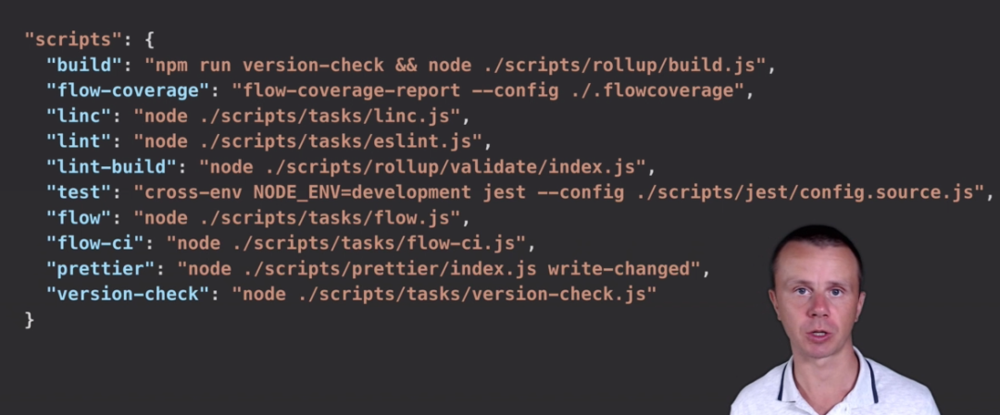 "scripts": {
"build": "npm run version-check && node ./scripts/rollup/build.js",
"flow-coverage": "flow-coverage-report --config ./.flowcoverage",
"linc": "node ./scripts/tasks/linc.js",
"lint": "node ./scripts/tasks/eslint.js",
"lint-build": "node ./scripts/rollup/validate/index.js",
"test": "cross-env NODE_ENV=development jest --config ./scripts/jest/config.source.js",
"flow": "node ./scripts/tasks/flow.js",
"flow-ci": "node ./scripts/tasks/flow-ci.js",
"prettier": "node ./scripts/prettier/index.js write-changed",
"version-check": "node ./scripts/tasks/version-check.js"
}